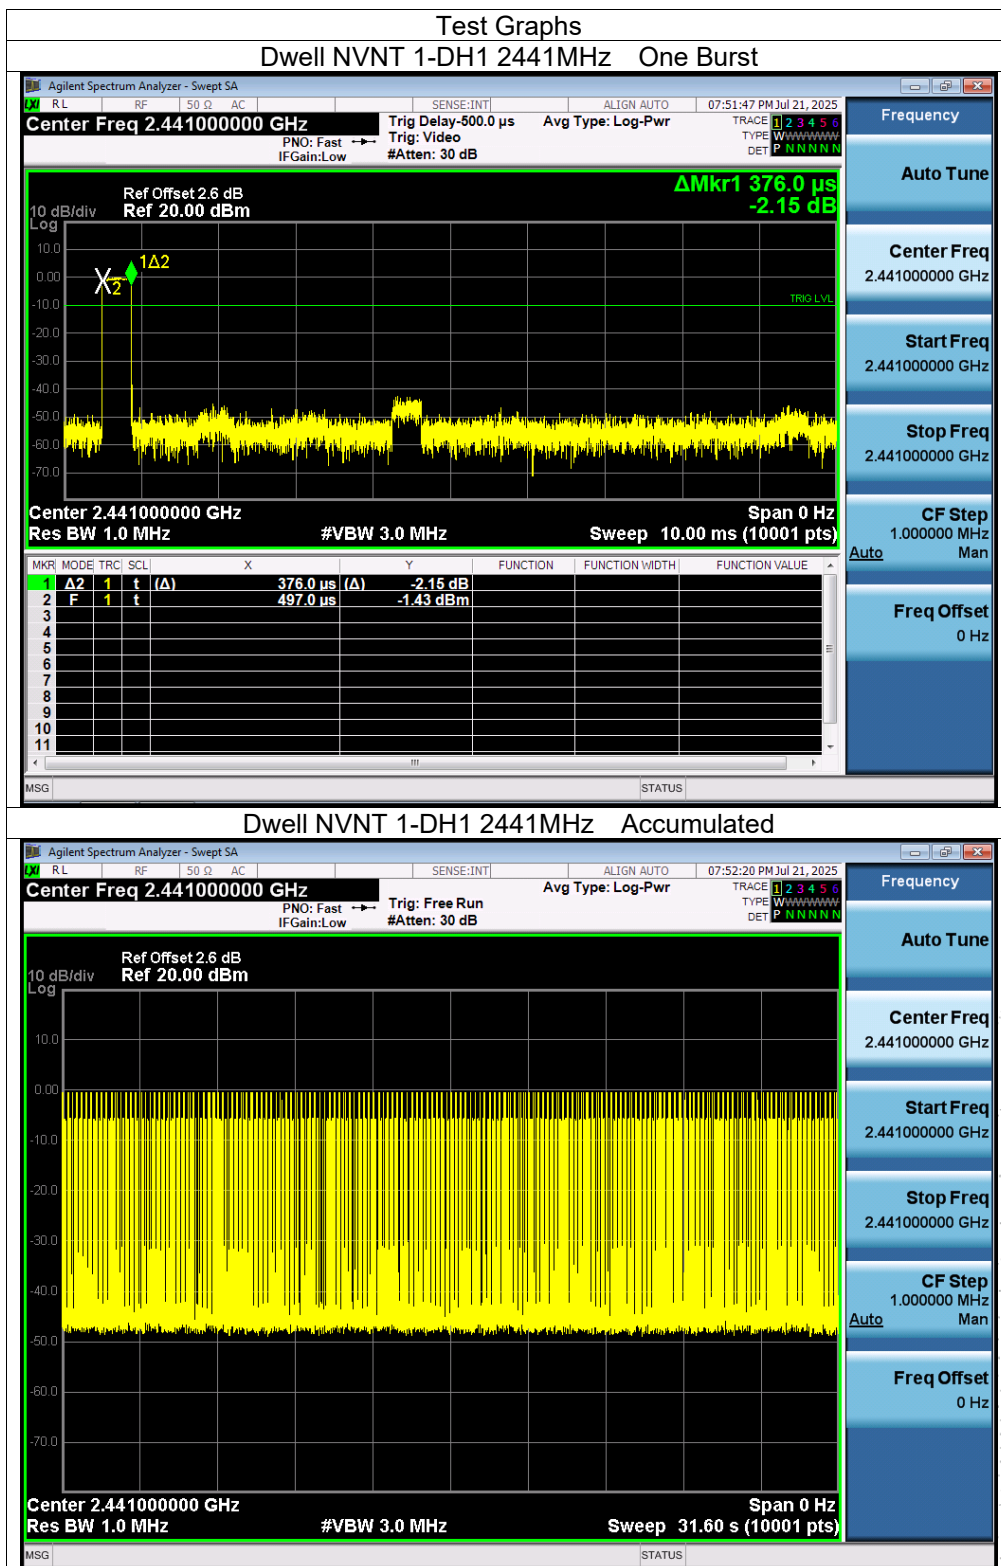 Test Graphs
Dwell NVNT 1-DH1 2441MHz One Burst
Agilent Spectrum Analyzer - Swept SA
LXI RL RF 50 Ω AC SENSE:INT ALIGN AUTO 07:51:47 PM Jul 21, 2025
Center Freq 2.441000000 GHz
PNO: Fast
IFGain:Low
Trig Delay-500.0 µs
Trig: Video
#Atten: 30 dB
Avg Type: Log-Pwr
TRACE 1 2 3 4 5 6
TYPE WWWWWWW
DET P N N N N N
Frequency
Auto Tune
Center Freq
2.441000000 GHz
Start Freq
2.441000000 GHz
Stop Freq
2.441000000 GHz
CF Step
1.000000 MHz
Auto Man
Freq Offset
0 Hz
ΔMkr1 376.0 µs
-2.15 dB
Ref Offset 2.6 dB
10 dB/div Ref 20.00 dBm
Log
10.0
0.00
-10.0
-20.0
-30.0
-40.0
-50.0
-60.0
-70.0
1Δ2
2
TRIG LVL
Center 2.441000000 GHz Span 0 Hz
Res BW 1.0 MHz #VBW 3.0 MHz Sweep 10.00 ms (10001 pts)
MKR MODE TRC SCL X Y FUNCTION FUNCTION WIDTH FUNCTION VALUE
1 Δ2 1 t (Δ) 376.0 µs (Δ) -2.15 dB
2 F 1 t 497.0 µs -1.43 dBm
3
4
5
6
7
8
9
10
11
MSG STATUS
Dwell NVNT 1-DH1 2441MHz Accumulated
Agilent Spectrum Analyzer - Swept SA
LXI RL RF 50 Ω AC SENSE:INT ALIGN AUTO 07:52:20 PM Jul 21, 2025
Center Freq 2.441000000 GHz
PNO: Fast
IFGain:Low
Trig: Free Run
#Atten: 30 dB
Avg Type: Log-Pwr
TRACE 1 2 3 4 5 6
TYPE WWWWWWW
DET P N N N N N
Frequency
Auto Tune
Center Freq
2.441000000 GHz
Start Freq
2.441000000 GHz
Stop Freq
2.441000000 GHz
CF Step
1.000000 MHz
Auto Man
Freq Offset
0 Hz
Ref Offset 2.6 dB
10 dB/div Ref 20.00 dBm
Log
10.0
0.00
-10.0
-20.0
-30.0
-40.0
-50.0
-60.0
-70.0
Center 2.441000000 GHz Span 0 Hz
Res BW 1.0 MHz #VBW 3.0 MHz Sweep 31.60 s (10001 pts)
MSG STATUS